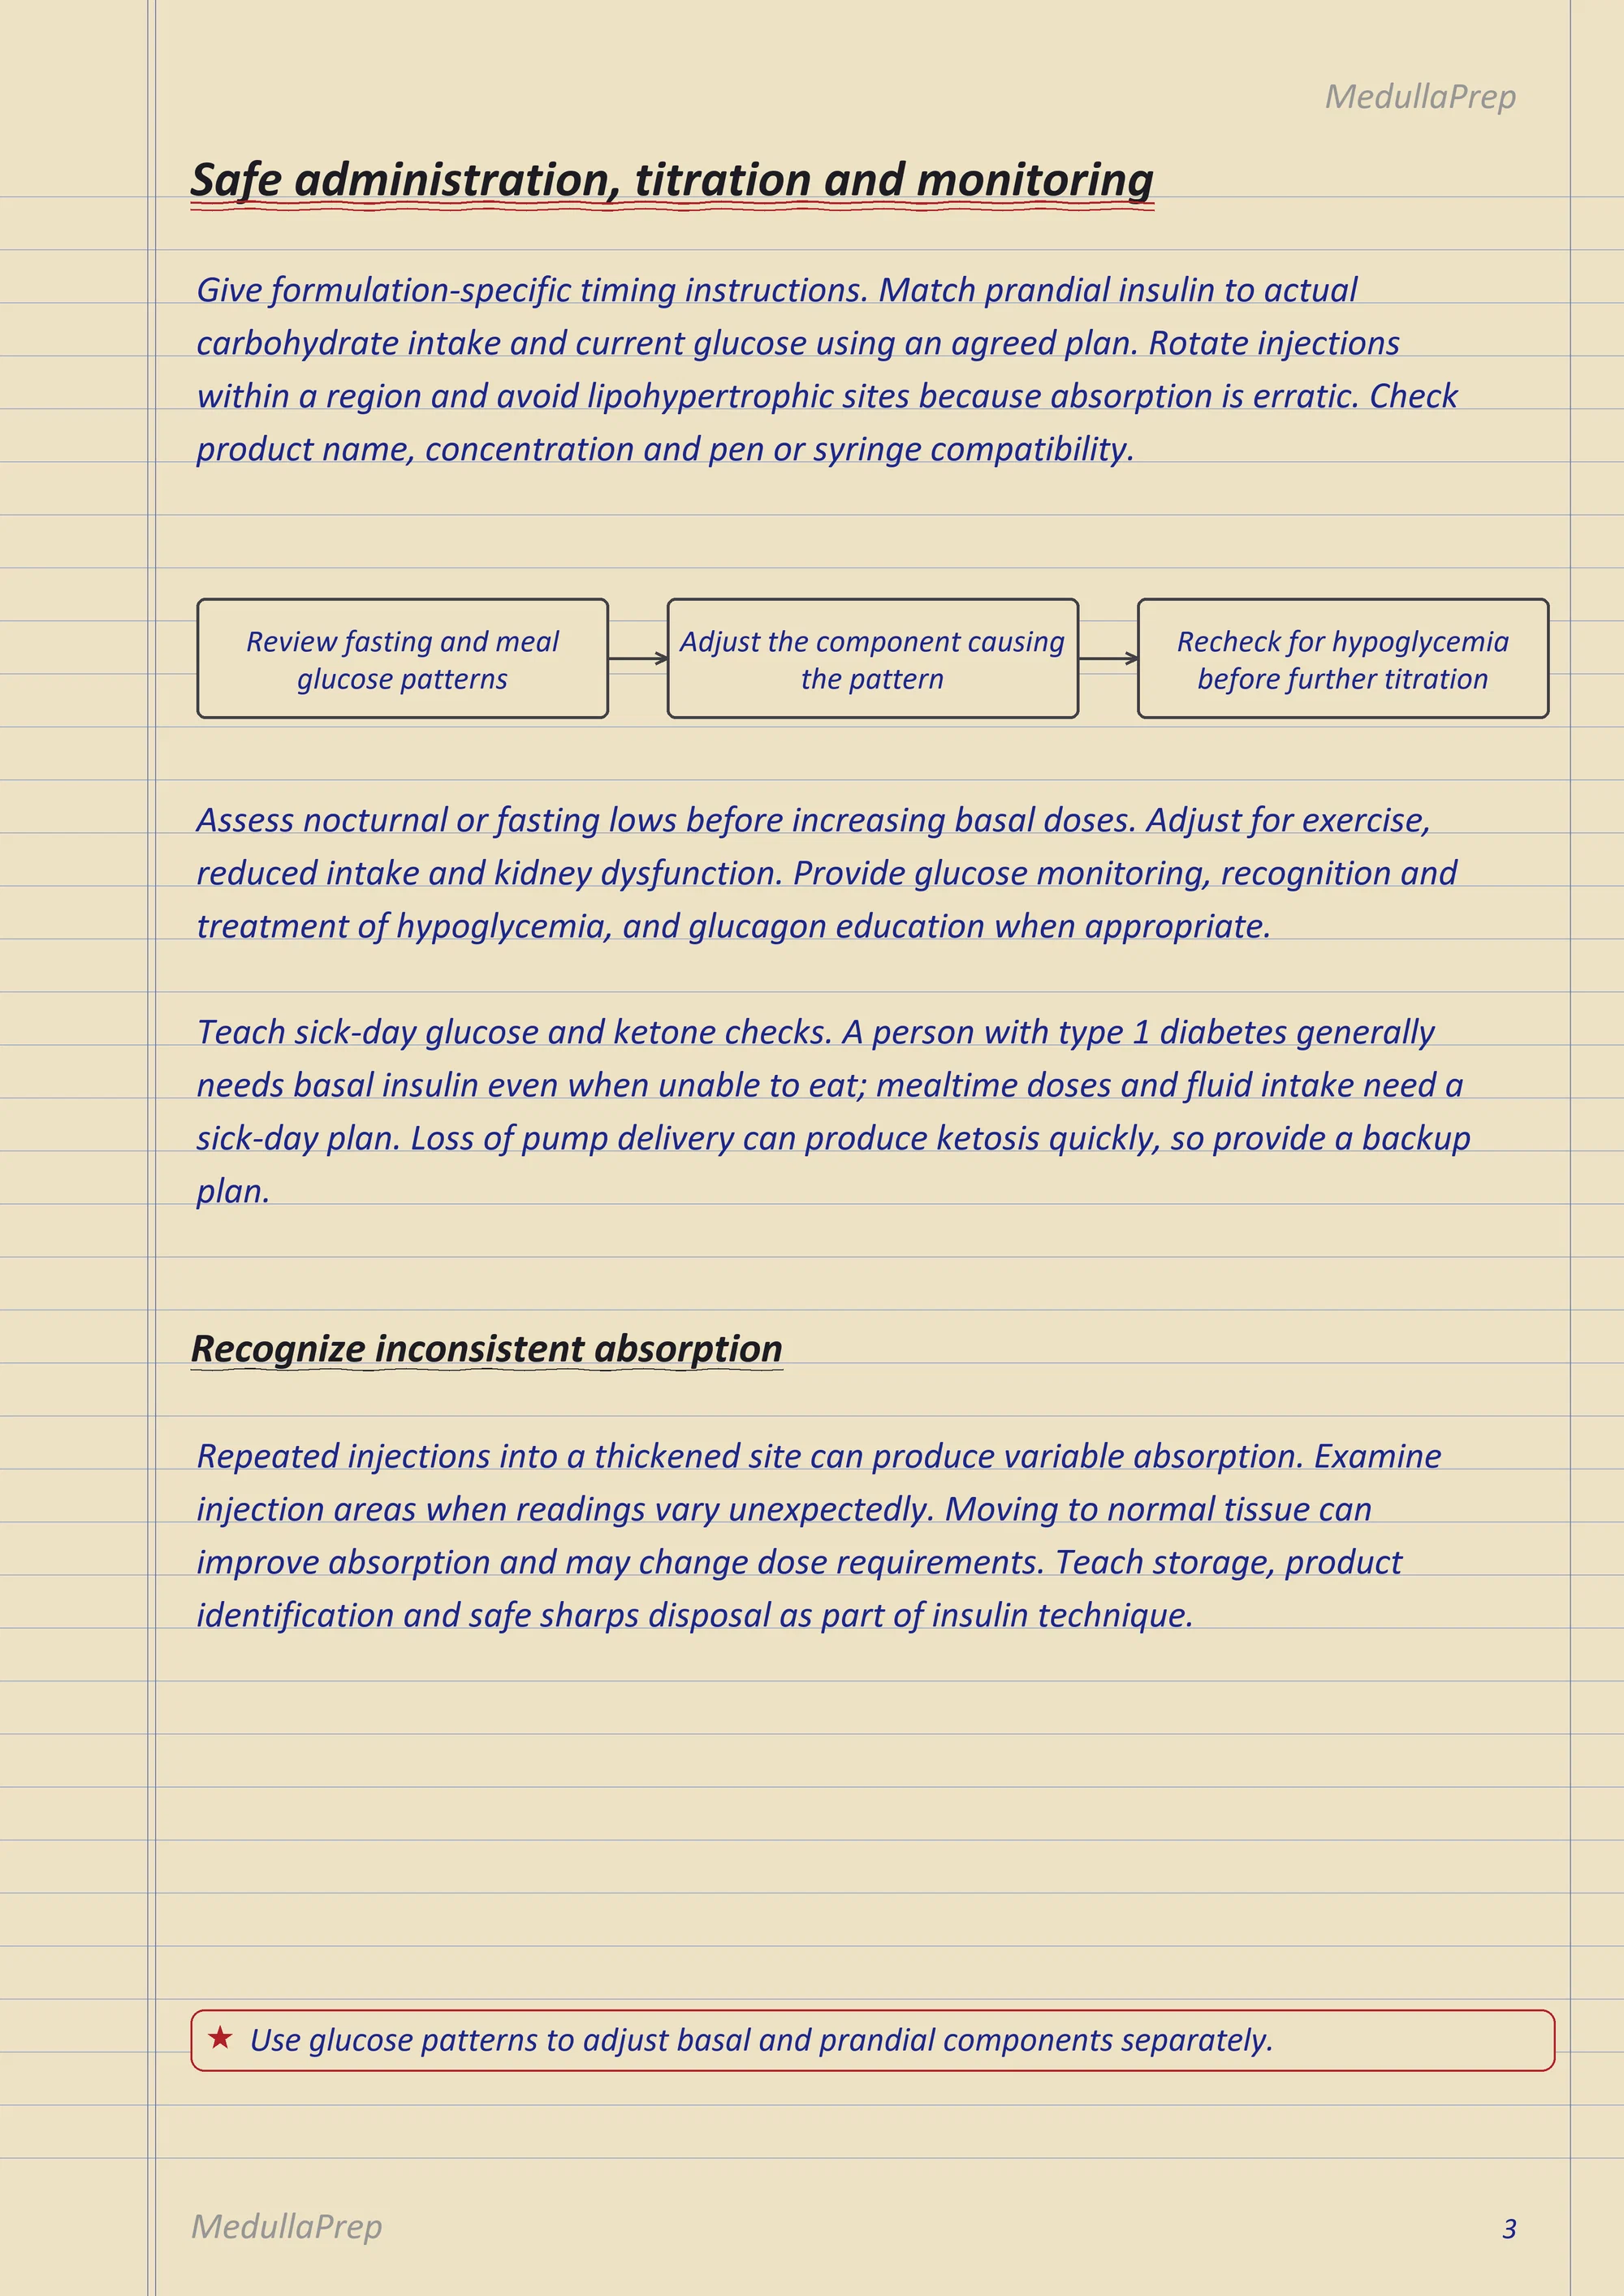 MedullaPrep
Safe administration, titration and monitoring
Give formulation-specific timing instructions. Match prandial insulin to actual
carbohydrate intake and current glucose using an agreed plan. Rotate injections
within a region and avoid lipohypertrophic sites because absorption is erratic. Check
product name, concentration and pen or syringe compatibility.
Review fasting and meal
glucose patterns
Adjust the component causing
the pattern
Recheck for hypoglycemia
before further titration
Assess nocturnal or fasting lows before increasing basal doses. Adjust for exercise,
reduced intake and kidney dysfunction. Provide glucose monitoring, recognition and
treatment of hypoglycemia, and glucagon education when appropriate.
Teach sick-day glucose and ketone checks. A person with type 1 diabetes generally
needs basal insulin even when unable to eat; mealtime doses and fluid intake need a
sick-day plan. Loss of pump delivery can produce ketosis quickly, so provide a backup
plan.
Recognize inconsistent absorption
Repeated injections into a thickened site can produce variable absorption. Examine
injection areas when readings vary unexpectedly. Moving to normal tissue can
improve absorption and may change dose requirements. Teach storage, product
identification and safe sharps disposal as part of insulin technique.
★ Use glucose patterns to adjust basal and prandial components separately.
MedullaPrep
3